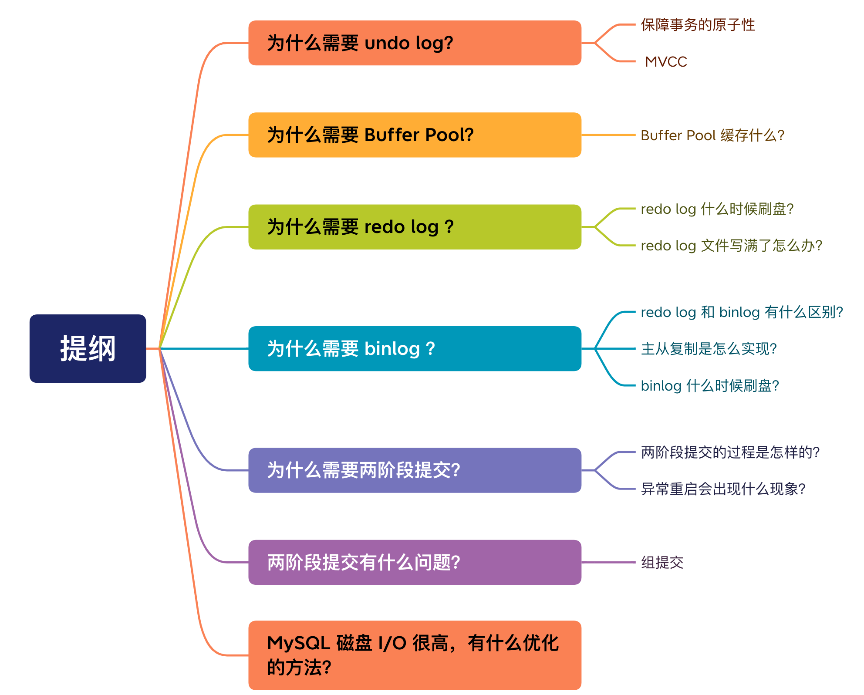 提纲
为什么需要 undo log?
保障事务的原子性
MVCC
为什么需要 Buffer Pool?
Buffer Pool 缓存什么?
为什么需要 redo log ?
redo log 什么时候刷盘?
redo log 文件写满了怎么办?
为什么需要 binlog ?
redo log 和 binlog 有什么区别?
主从复制是怎么实现?
binlog 什么时候刷盘?
为什么需要两阶段提交?
两阶段提交的过程是怎样的?
异常重启会出现什么现象?
两阶段提交有什么问题?
组提交
MySQL 磁盘 I/O 很高，有什么优化
的方法?